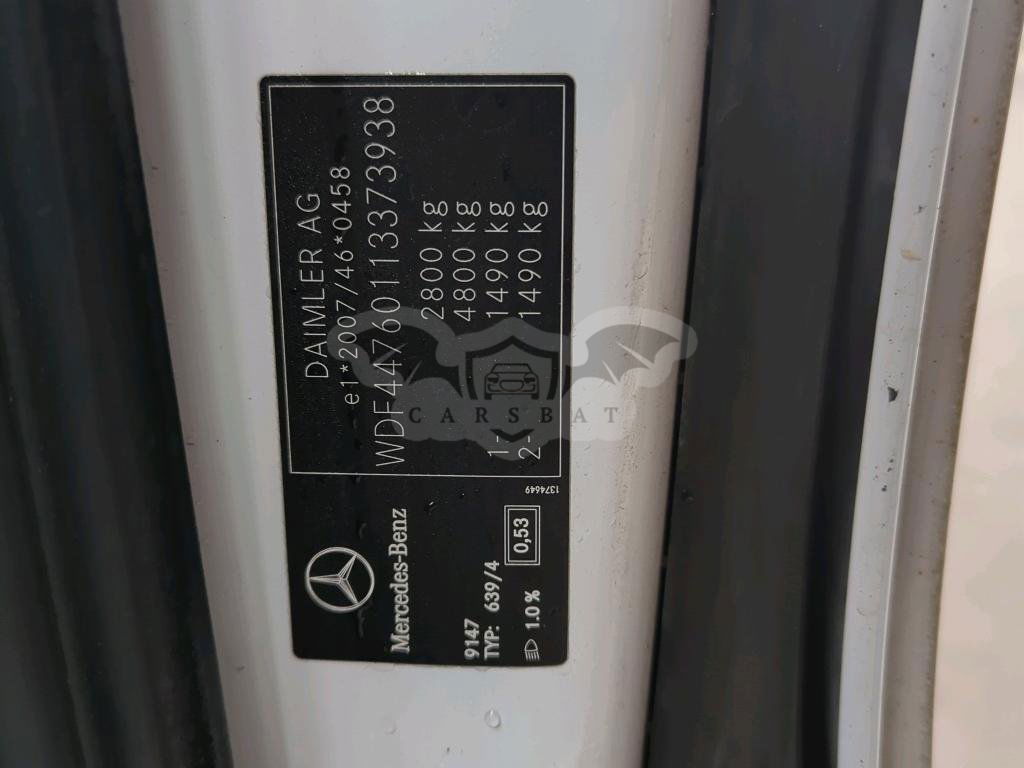 DAIMLER AG
e1*2007/46*0458
WDF44760113373938
2800 kg
4800 kg
1- 1490 kg
2- 1490 kg
1374649
Mercedes-Benz
9147
TYP: 639/4
1.0%
0,53
CARSBAT